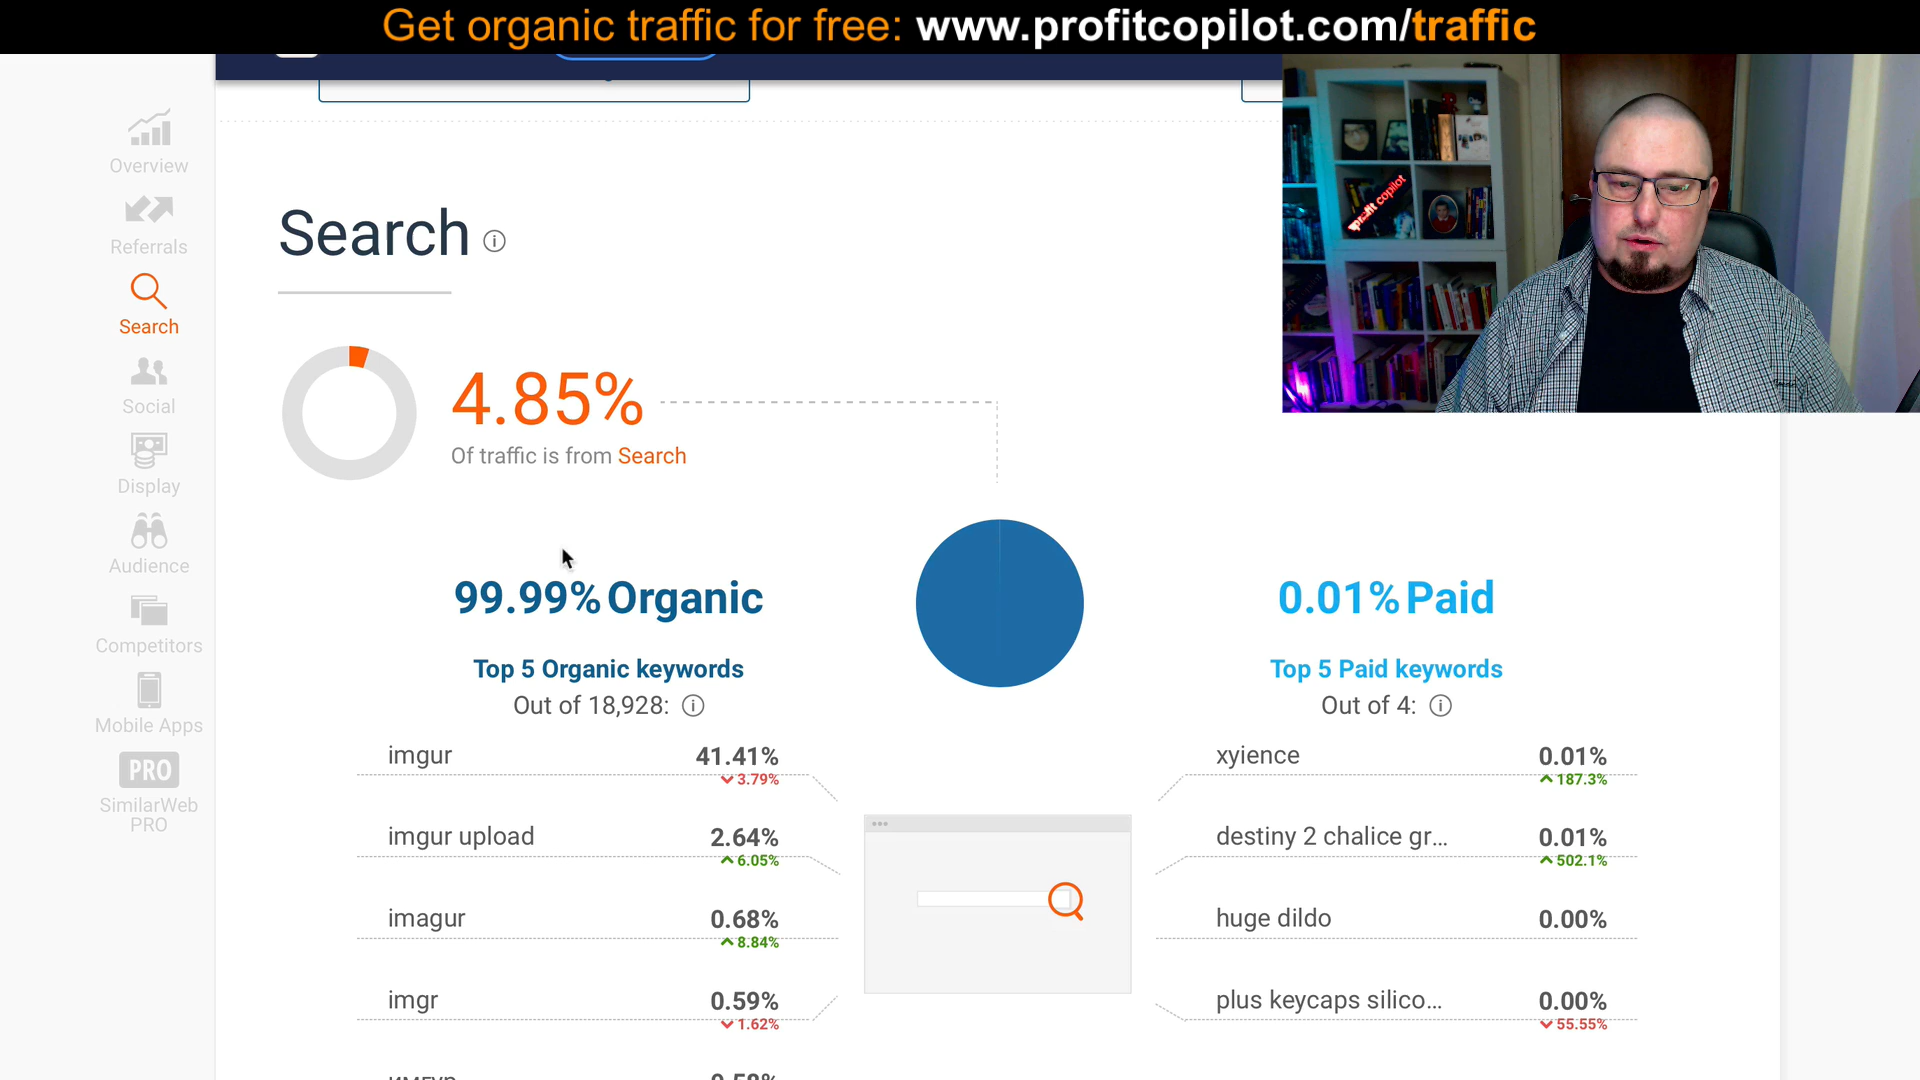 Get organic traffic for free: www.profitcopilot.com/traffic
Overview
Referrals
Search
Social
Display
Audience
Competitors
Mobile Apps
PRO
SimilarWeb
PRO
Search
4.85%
Of traffic is from Search
99.99% Organic
Top 5 Organic keywords
Out of 18,928:
imgur 41.41%
3.79%
imgur upload 2.64%
6.05%
imagur 0.68%
8.84%
imgr 0.59%
1.62%
0.01% Paid
Top 5 Paid keywords
Out of 4:
xyience 0.01%
187.3%
destiny 2 chalice gr... 0.01%
502.1%
huge dildo 0.00%
plus keycaps silico... 0.00%
55.55%
profit copilot